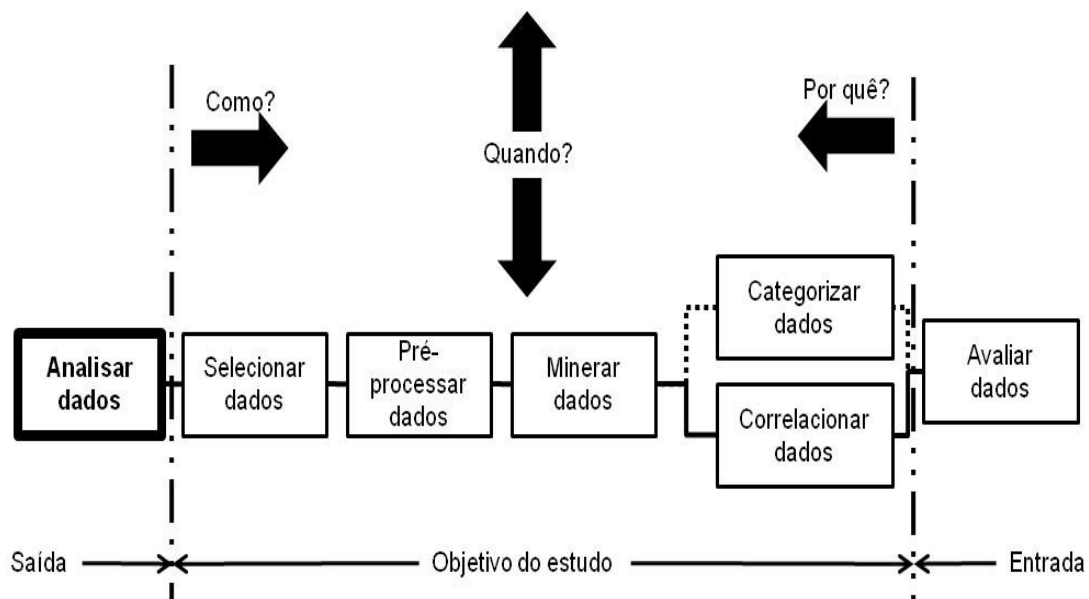 Como?
Por quê?
Quando?
Categorizar
dados
Analisar
dados
Selecionar
dados
Pré-
processar
dados
Minerar
dados
Avaliar
dados
Correlacionar
dados
Saída
Objetivo do estudo
Entrada